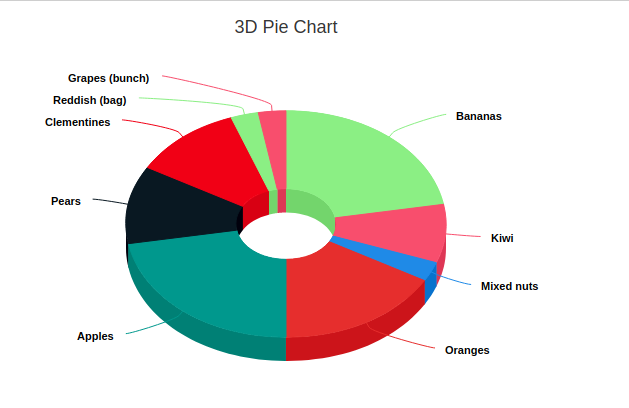 3D Pie Chart
Grapes (bunch)
Reddish (bag)
Clementines
Bananas
Pears
Kiwi
Mixed nuts
Apples
Oranges